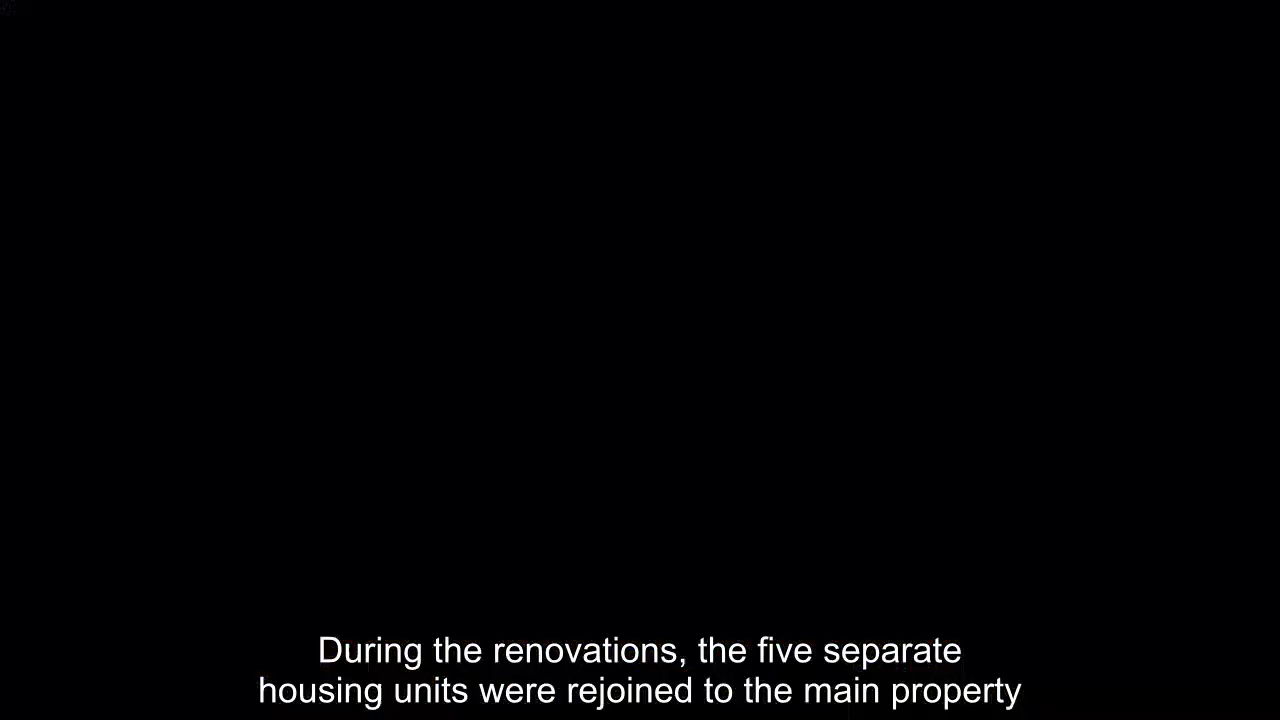 During the renovations, the five separate
housing units were rejoined to the main property